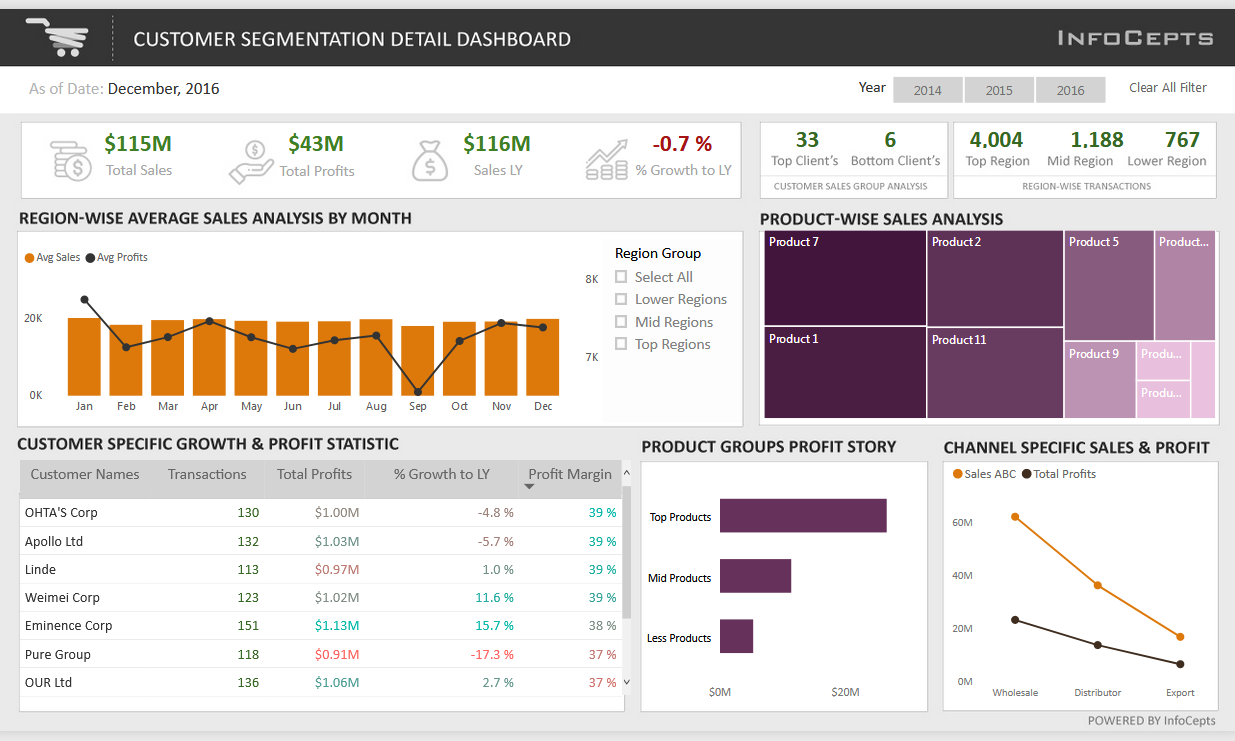 CUSTOMER SEGMENTATION DETAIL DASHBOARD
INFOCEPTS
As of Date: December, 2016
Year 2014 2015 2016 Clear All Filter
$115M
Total Sales
$43M
Total Profits
$116M
Sales LY
-0.7 %
% Growth to LY
33 6
Top Client's Bottom Client's
CUSTOMER SALES GROUP ANALYSIS
4,004 1,188 767
Top Region Mid Region Lower Region
REGION-WISE TRANSACTIONS
REGION-WISE AVERAGE SALES ANALYSIS BY MONTH
Avg Sales Avg Profits
20K
0K
8K
7K
Jan Feb Mar Apr May Jun Jul Aug Sep Oct Nov Dec
Region Group
Select All
Lower Regions
Mid Regions
Top Regions
PRODUCT-WISE SALES ANALYSIS
Product 7
Product 2
Product 5
Product...
Product 1
Product 11
Product 9
Produ...
Produ...
CUSTOMER SPECIFIC GROWTH & PROFIT STATISTIC
Customer Names Transactions Total Profits % Growth to LY Profit Margin
OHTA'S Corp 130 $1.00M -4.8 % 39 %
Apollo Ltd 132 $1.03M -5.7 % 39 %
Linde 113 $0.97M 1.0 % 39 %
Weimei Corp 123 $1.02M 11.6 % 39 %
Eminence Corp 151 $1.13M 15.7 % 38 %
Pure Group 118 $0.91M -17.3 % 37 %
OUR Ltd 136 $1.06M 2.7 % 37 %
PRODUCT GROUPS PROFIT STORY
Top Products
Mid Products
Less Products
$0M $20M
CHANNEL SPECIFIC SALES & PROFIT
Sales ABC Total Profits
60M
40M
20M
0M
Wholesale Distributor Export
POWERED BY InfoCepts